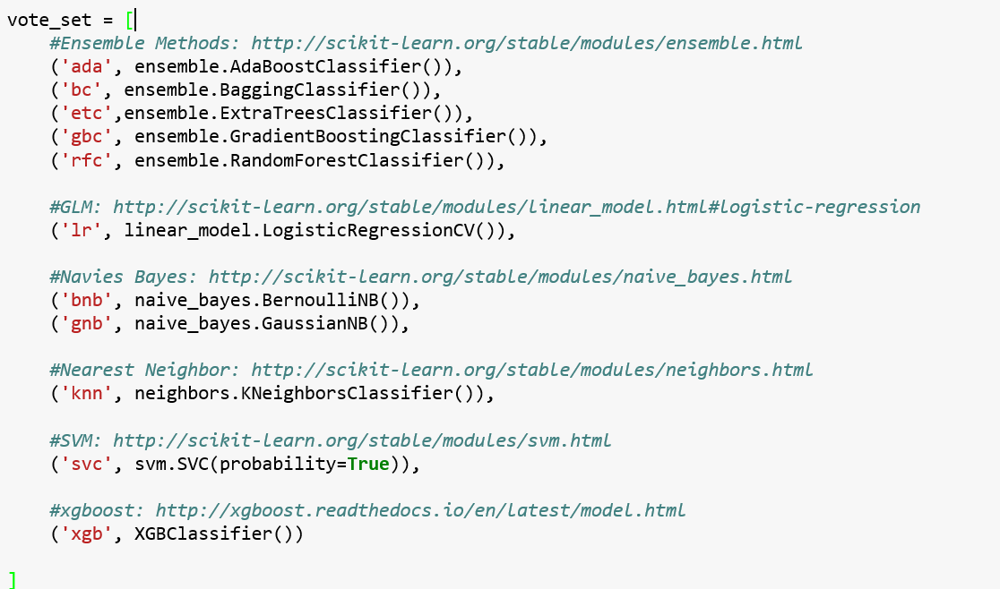 vote_set = [
#Ensemble Methods: http://scikit-learn.org/stable/modules/ensemble.html
('ada', ensemble.AdaBoostClassifier()),
('bc', ensemble.BaggingClassifier()),
('etc',ensemble.ExtraTreesClassifier()),
('gbc', ensemble.GradientBoostingClassifier()),
('rfc', ensemble.RandomForestClassifier()),
#GLM: http://scikit-learn.org/stable/modules/linear_model.html#logistic-regression
('lr', linear_model.LogisticRegressionCV()),
#Navies Bayes: http://scikit-learn.org/stable/modules/naive_bayes.html
('bnb', naive_bayes.BernoulliNB()),
('gnb', naive_bayes.GaussianNB()),
#Nearest Neighbor: http://scikit-learn.org/stable/modules/neighbors.html
('knn', neighbors.KNeighborsClassifier()),
#SVM: http://scikit-learn.org/stable/modules/svm.html
('svc', svm.SVC(probability=True)),
#xgboost: http://xgboost.readthedocs.io/en/latest/model.html
('xgb', XGBClassifier())
]